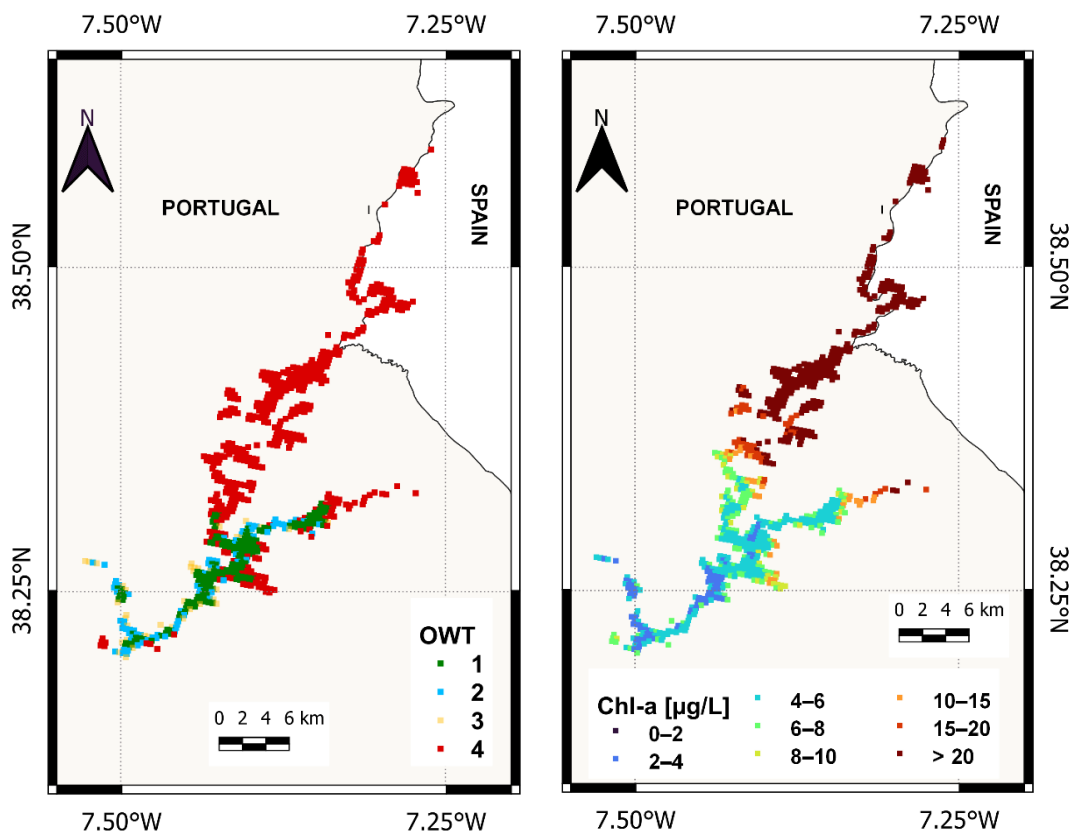 7.50°W 7.25°W
7.50°W 7.25°W
N
N
PORTUGAL
SPAIN
PORTUGAL
SPAIN
38.50°N
38.50°N
38.25°N
38.25°N
OWT
1
2
3
4
0 2 4 6 km
0 2 4 6 km
Chl-a [µg/L]
0–2
2–4
4–6
6–8
8–10
10–15
15–20
> 20
7.50°W 7.25°W
7.50°W 7.25°W